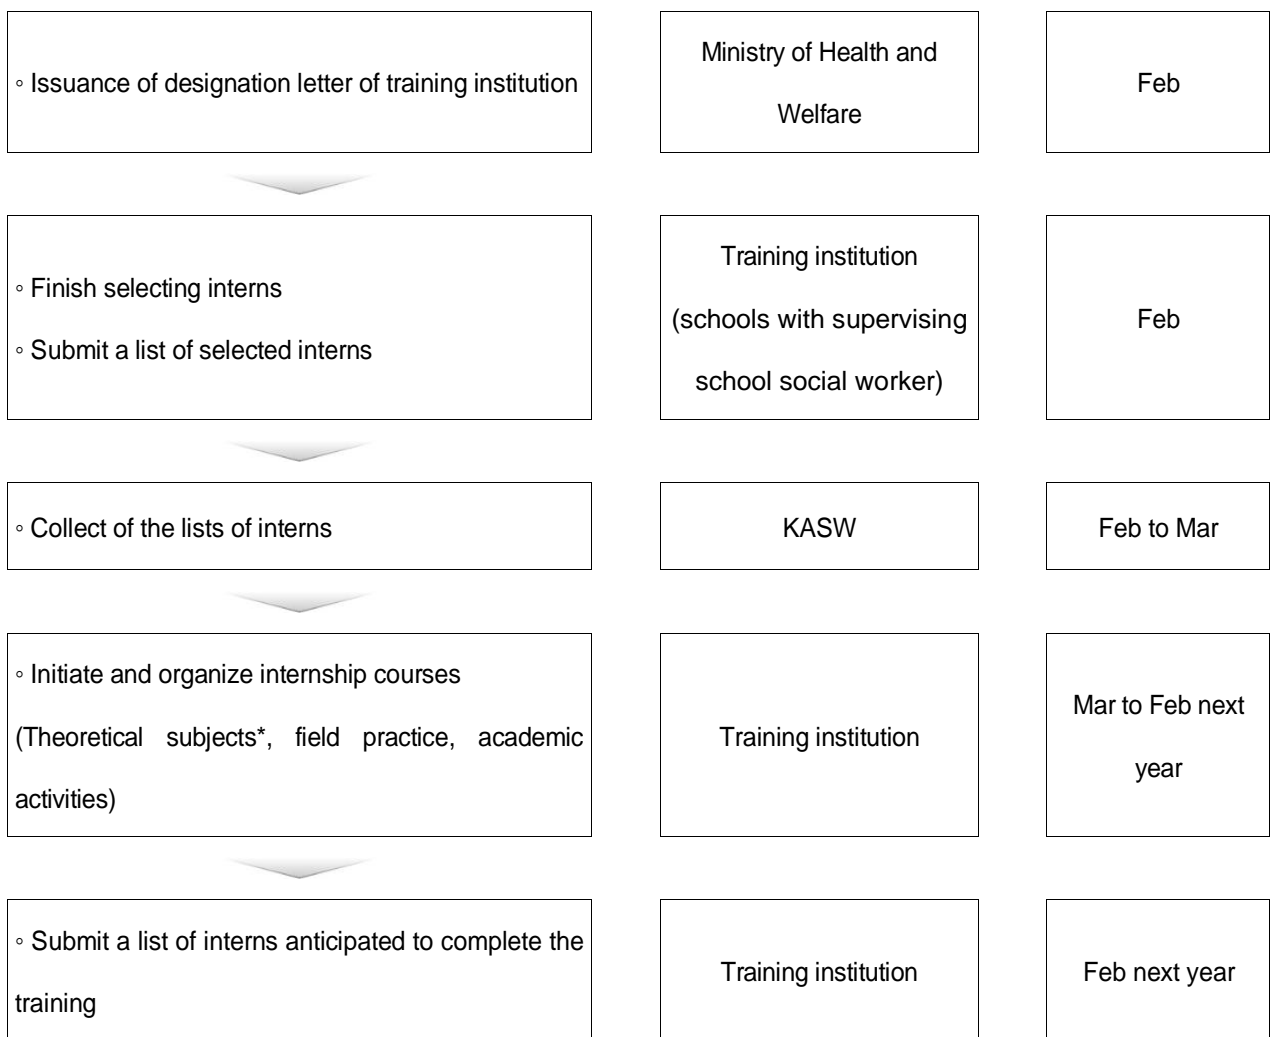 ◦ Issuance of designation letter of training institution
Ministry of Health and
Welfare
Feb
◦ Finish selecting interns
◦ Submit a list of selected interns
Training institution
(schools with supervising
school social worker)
Feb
◦ Collect of the lists of interns
KASW
Feb to Mar
◦ Initiate and organize internship courses
(Theoretical subjects*, field practice, academic
activities)
Training institution
Mar to Feb next
year
◦ Submit a list of interns anticipated to complete the
training
Training institution
Feb next year